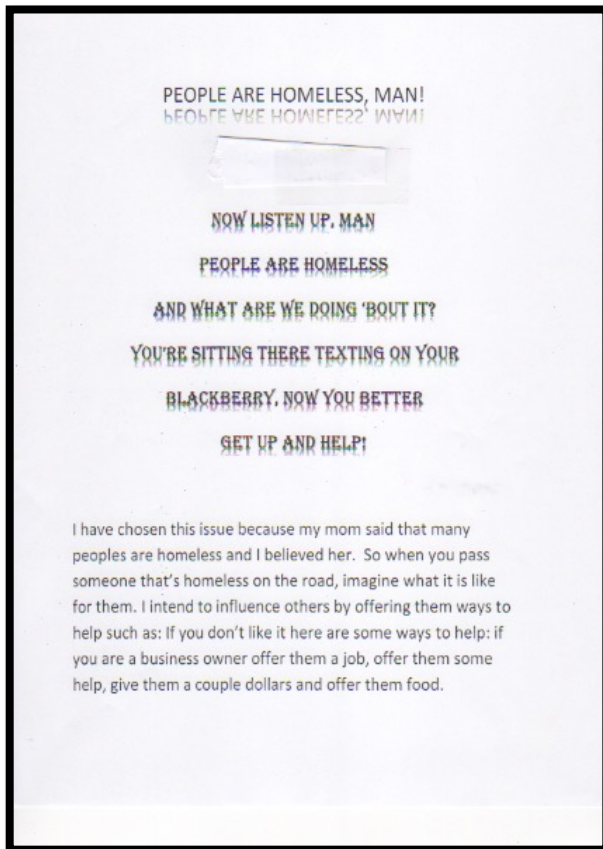 PEOPLE ARE HOMELESS, MAN!
NOW LISTEN UP, MAN
PEOPLE ARE HOMELESS
AND WHAT ARE WE DOING 'BOUT IT?
YOU'RE SITTING THERE TEXTING ON YOUR
BLACKBERRY, NOW YOU BETTER
GET UP AND HELP!
I have chosen this issue because my mom said that many
peoples are homeless and I believed her.  So when you pass
someone that's homeless on the road, imagine what it is like
for them. I intend to influence others by offering them ways to
help such as: If you don't like it here are some ways to help: if
you are a business owner offer them a job, offer them some
help, give them a couple dollars and offer them food.